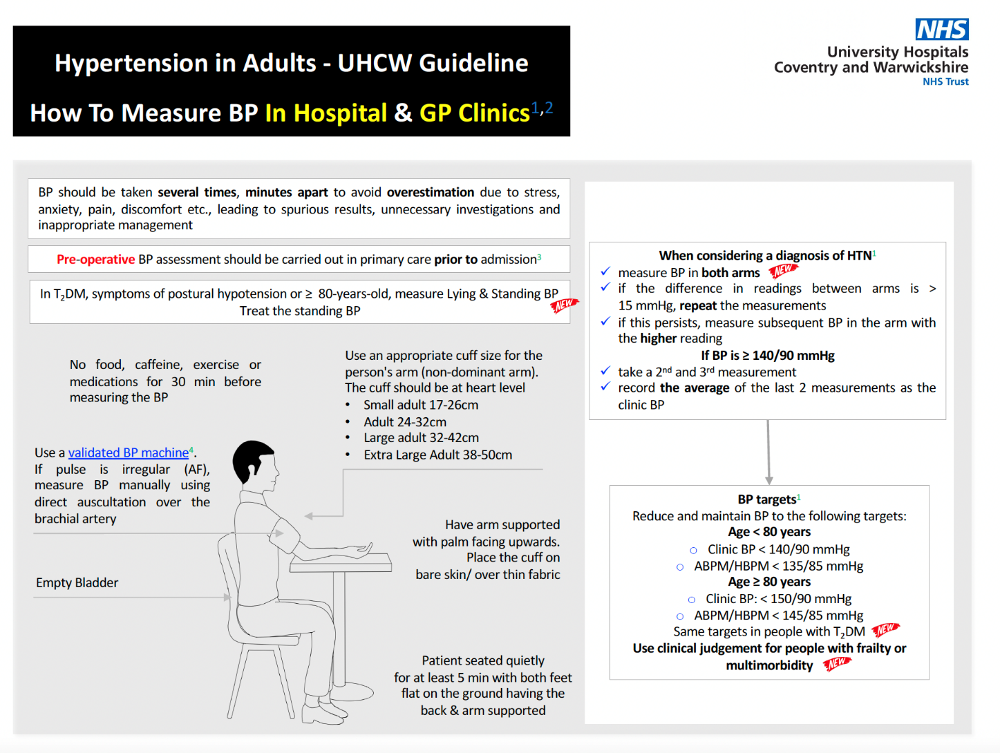 Hypertension in Adults - UHCW Guideline
How To Measure BP In Hospital & GP Clinics1,2
NHS
University Hospitals
Coventry and Warwickshire
NHS Trust
BP should be taken several times, minutes apart to avoid overestimation due to stress,
anxiety, pain, discomfort etc., leading to spurious results, unnecessary investigations and
inappropriate management
Pre-operative BP assessment should be carried out in primary care prior to admission3
In T2DM, symptoms of postural hypotension or ≥ 80-years-old, measure Lying & Standing BP
Treat the standing BP
NEW
No food, caffeine, exercise or
medications for 30 min before
measuring the BP
Use an appropriate cuff size for the
person's arm (non-dominant arm).
The cuff should be at heart level
• Small adult 17-26cm
• Adult 24-32cm
• Large adult 32-42cm
• Extra Large Adult 38-50cm
Use a validated BP machine4.
If pulse is irregular (AF),
measure BP manually using
direct auscultation over the
brachial artery
Have arm supported
with palm facing upwards.
Place the cuff on
bare skin/ over thin fabric
Empty Bladder
Patient seated quietly
for at least 5 min with both feet
flat on the ground having the
back & arm supported
When considering a diagnosis of HTN1
✓ measure BP in both arms NEW
✓ if the difference in readings between arms is >
15 mmHg, repeat the measurements
✓ if this persists, measure subsequent BP in the arm with
the higher reading
If BP is ≥ 140/90 mmHg
✓ take a 2nd and 3rd measurement
✓ record the average of the last 2 measurements as the
clinic BP
BP targets1
Reduce and maintain BP to the following targets:
Age < 80 years
○ Clinic BP < 140/90 mmHg
○ ABPM/HBPM < 135/85 mmHg
Age ≥ 80 years
○ Clinic BP: < 150/90 mmHg
○ ABPM/HBPM < 145/85 mmHg
Same targets in people with T2DM NEW
Use clinical judgement for people with frailty or
multimorbidity NEW